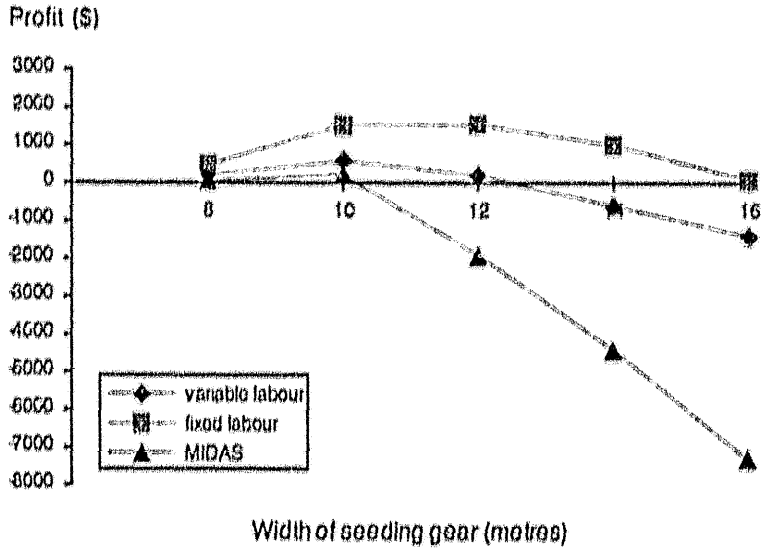 Profit ($)
3000
2000
1000
0
-1000
-2000
-3000
-4000
-5000
-6000
-7000
-8000
8 10 12 14 16
variable labour
fixed labour
MIDAS
Width of seeding gear (metres)